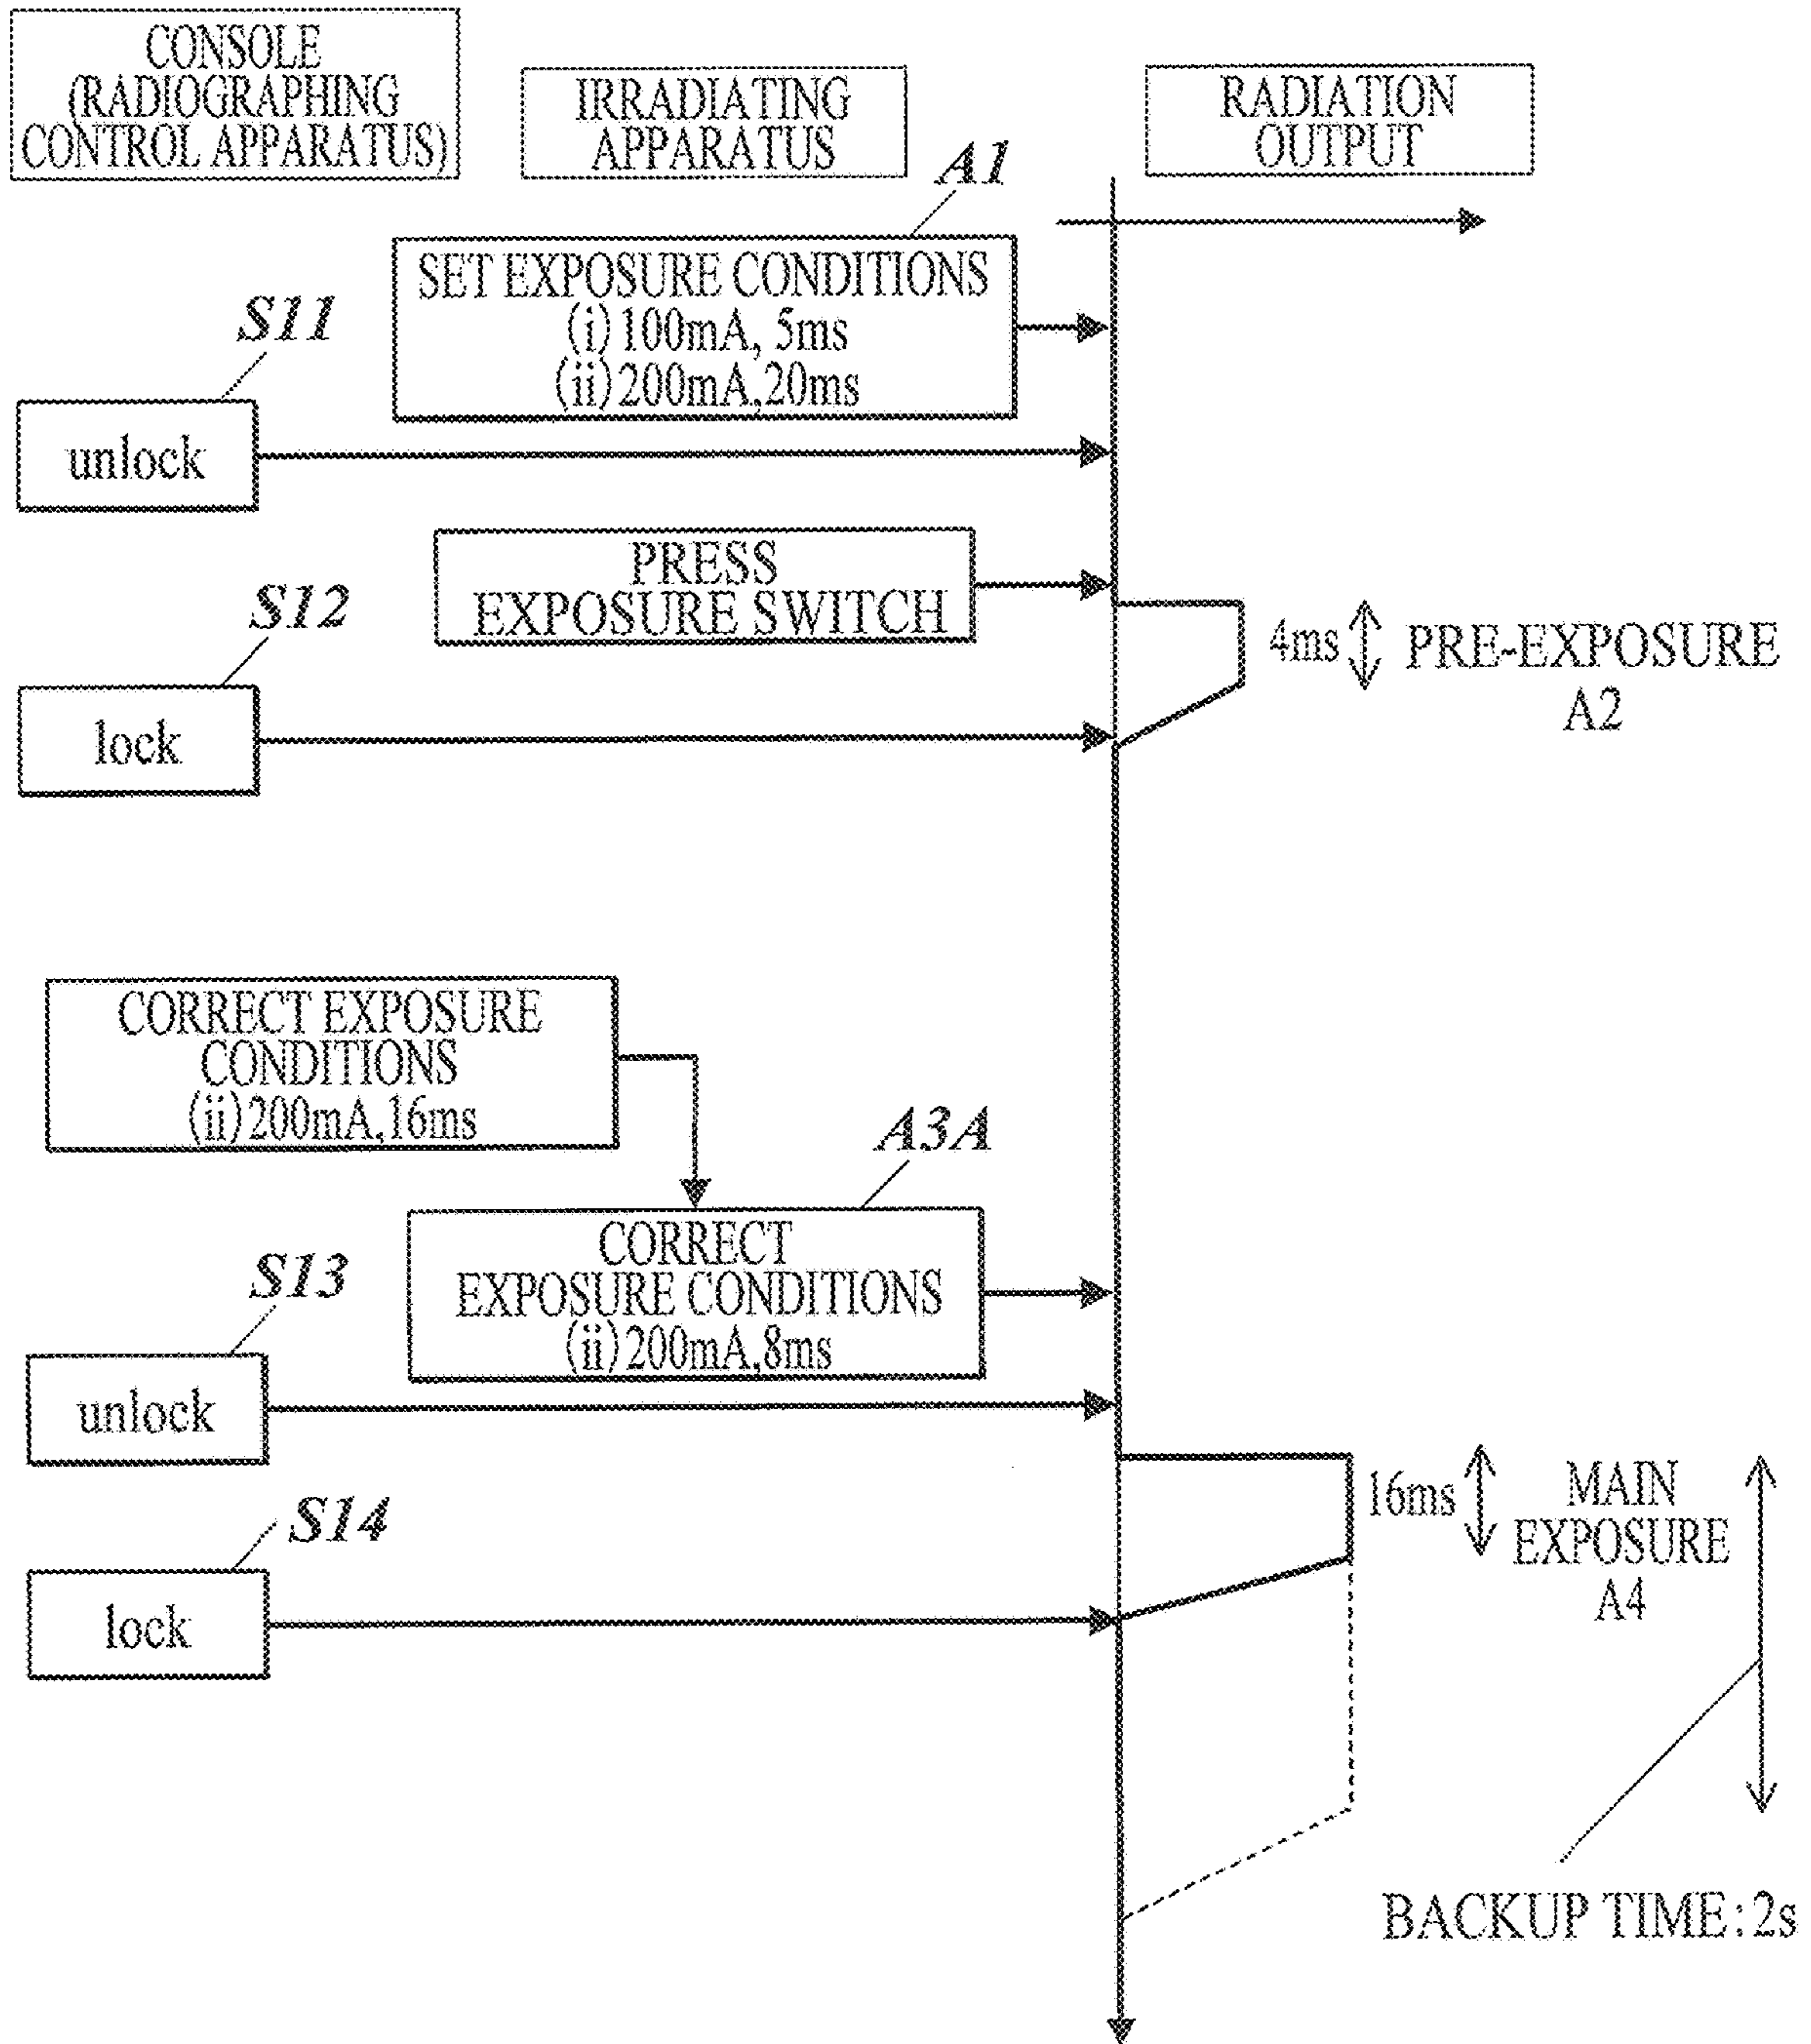 CONSOLE
(RADIOGRAPHING
CONTROL APPARATUS)
IRRADIATING
APPARATUS
RADIATION
OUTPUT
A1
SET EXPOSURE CONDITIONS
(i) 100mA, 5ms
(ii) 200mA,20ms
S11
unlock
PRESS
EXPOSURE SWITCH
S12
4ms
PRE-EXPOSURE
A2
lock
CORRECT EXPOSURE
CONDITIONS
(ii) 200mA,16ms
A3A
CORRECT
EXPOSURE CONDITIONS
(ii) 200mA,8ms
S13
unlock
16ms
MAIN
EXPOSURE
A4
S14
lock
BACKUP TIME: 2s